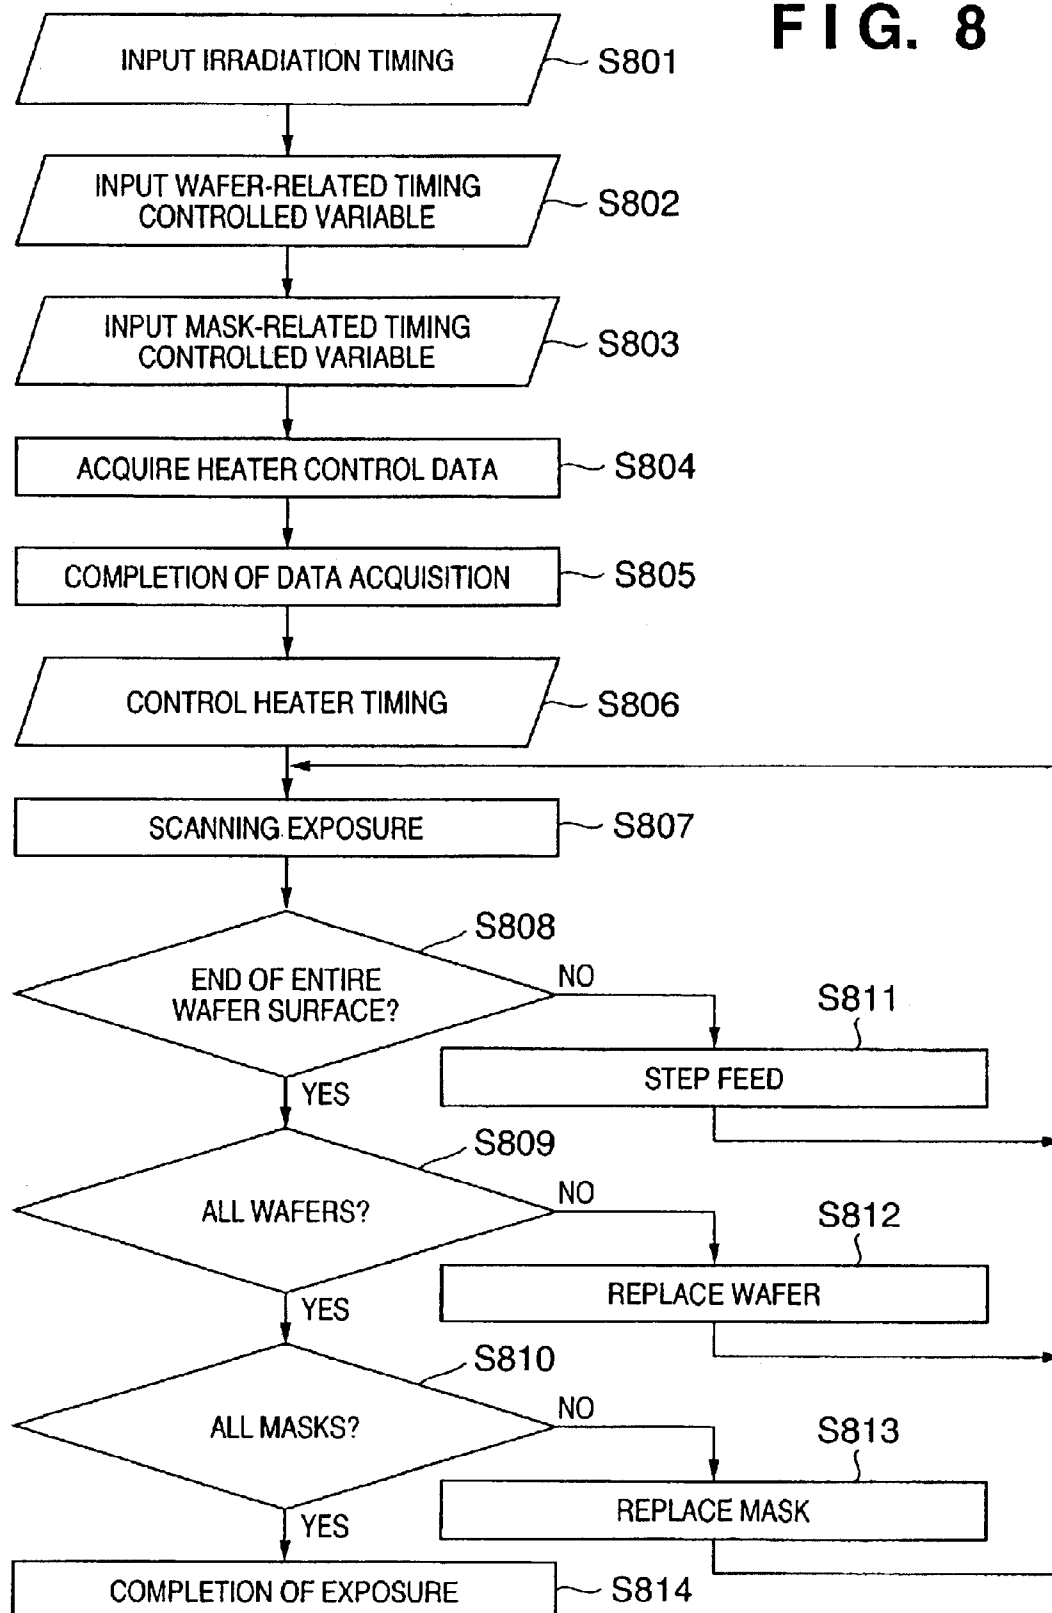 FIG. 8
INPUT IRRADIATION TIMING
S801
INPUT WAFER-RELATED TIMING
CONTROLLED VARIABLE
S802
INPUT MASK-RELATED TIMING
CONTROLLED VARIABLE
S803
ACQUIRE HEATER CONTROL DATA
S804
COMPLETION OF DATA ACQUISITION
S805
CONTROL HEATER TIMING
S806
SCANNING EXPOSURE
S807
S808
END OF ENTIRE
WAFER SURFACE?
NO
S811
STEP FEED
YES
S809
ALL WAFERS?
NO
S812
REPLACE WAFER
YES
S810
ALL MASKS?
NO
S813
REPLACE MASK
YES
COMPLETION OF EXPOSURE
S814